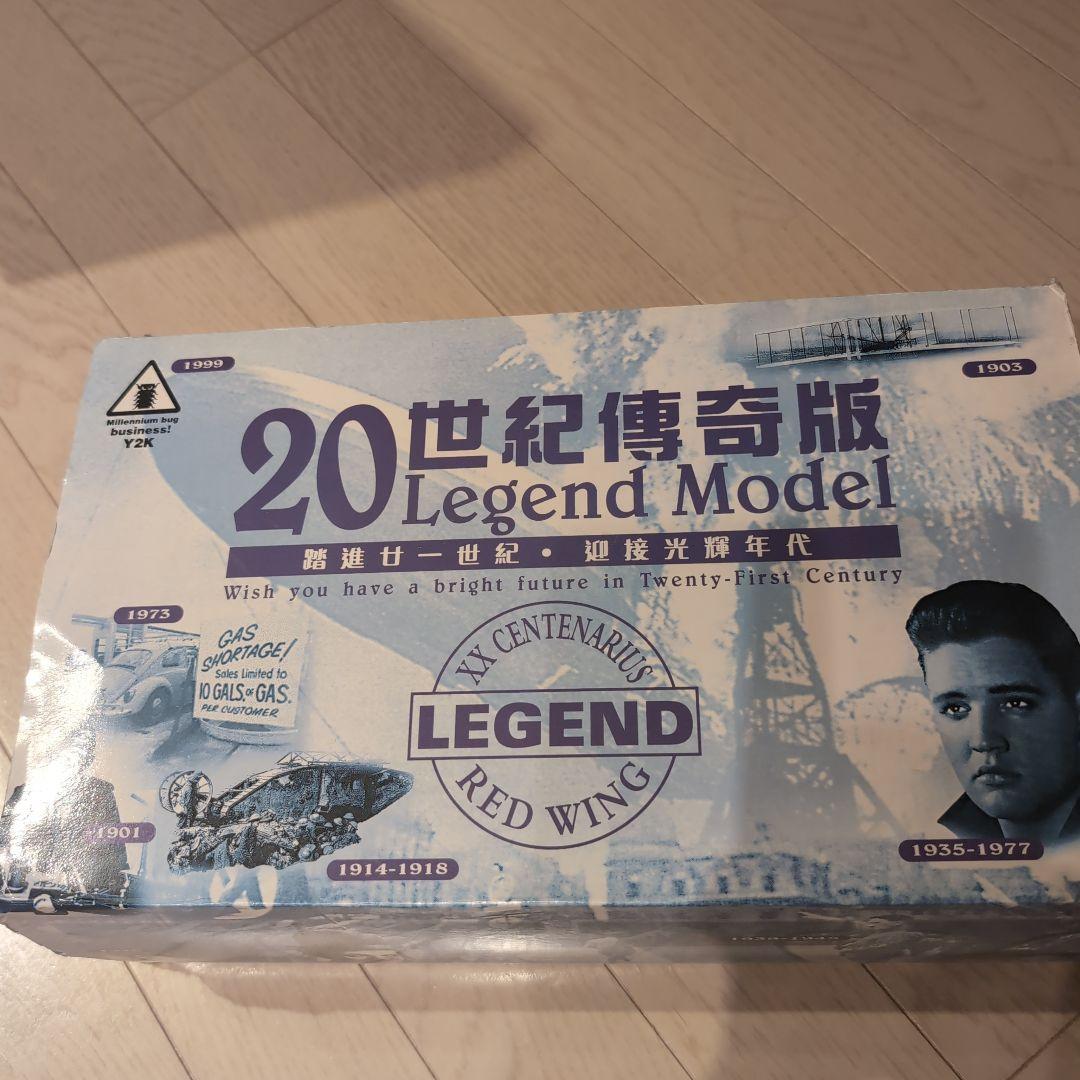 1999
1903
Millennium bug
business!
Y2K
20世紀傳奇版
Legend Model
踏進廿一世紀・迎接光輝年代
Wish you have a bright future in Twenty-First Century
1973
GAS
SHORTAGE!
Sales Limited to
10 GALS. OF GAS.
PER CUSTOMER
XX CENTENARIUS
LEGEND
RED WING
1901
1914-1918
1935-1977